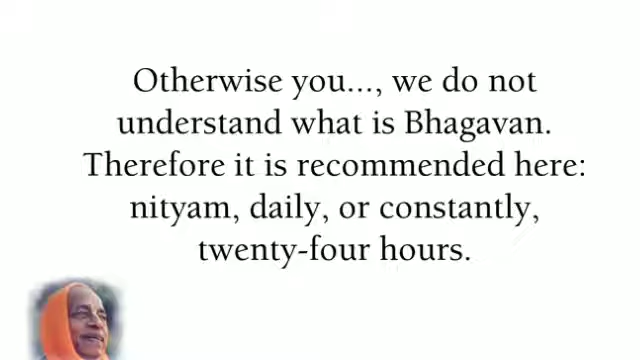 Otherwise you..., we do not
understand what is Bhagavan.
Therefore it is recommended here:
nityam, daily, or constantly,
twenty-four hours.